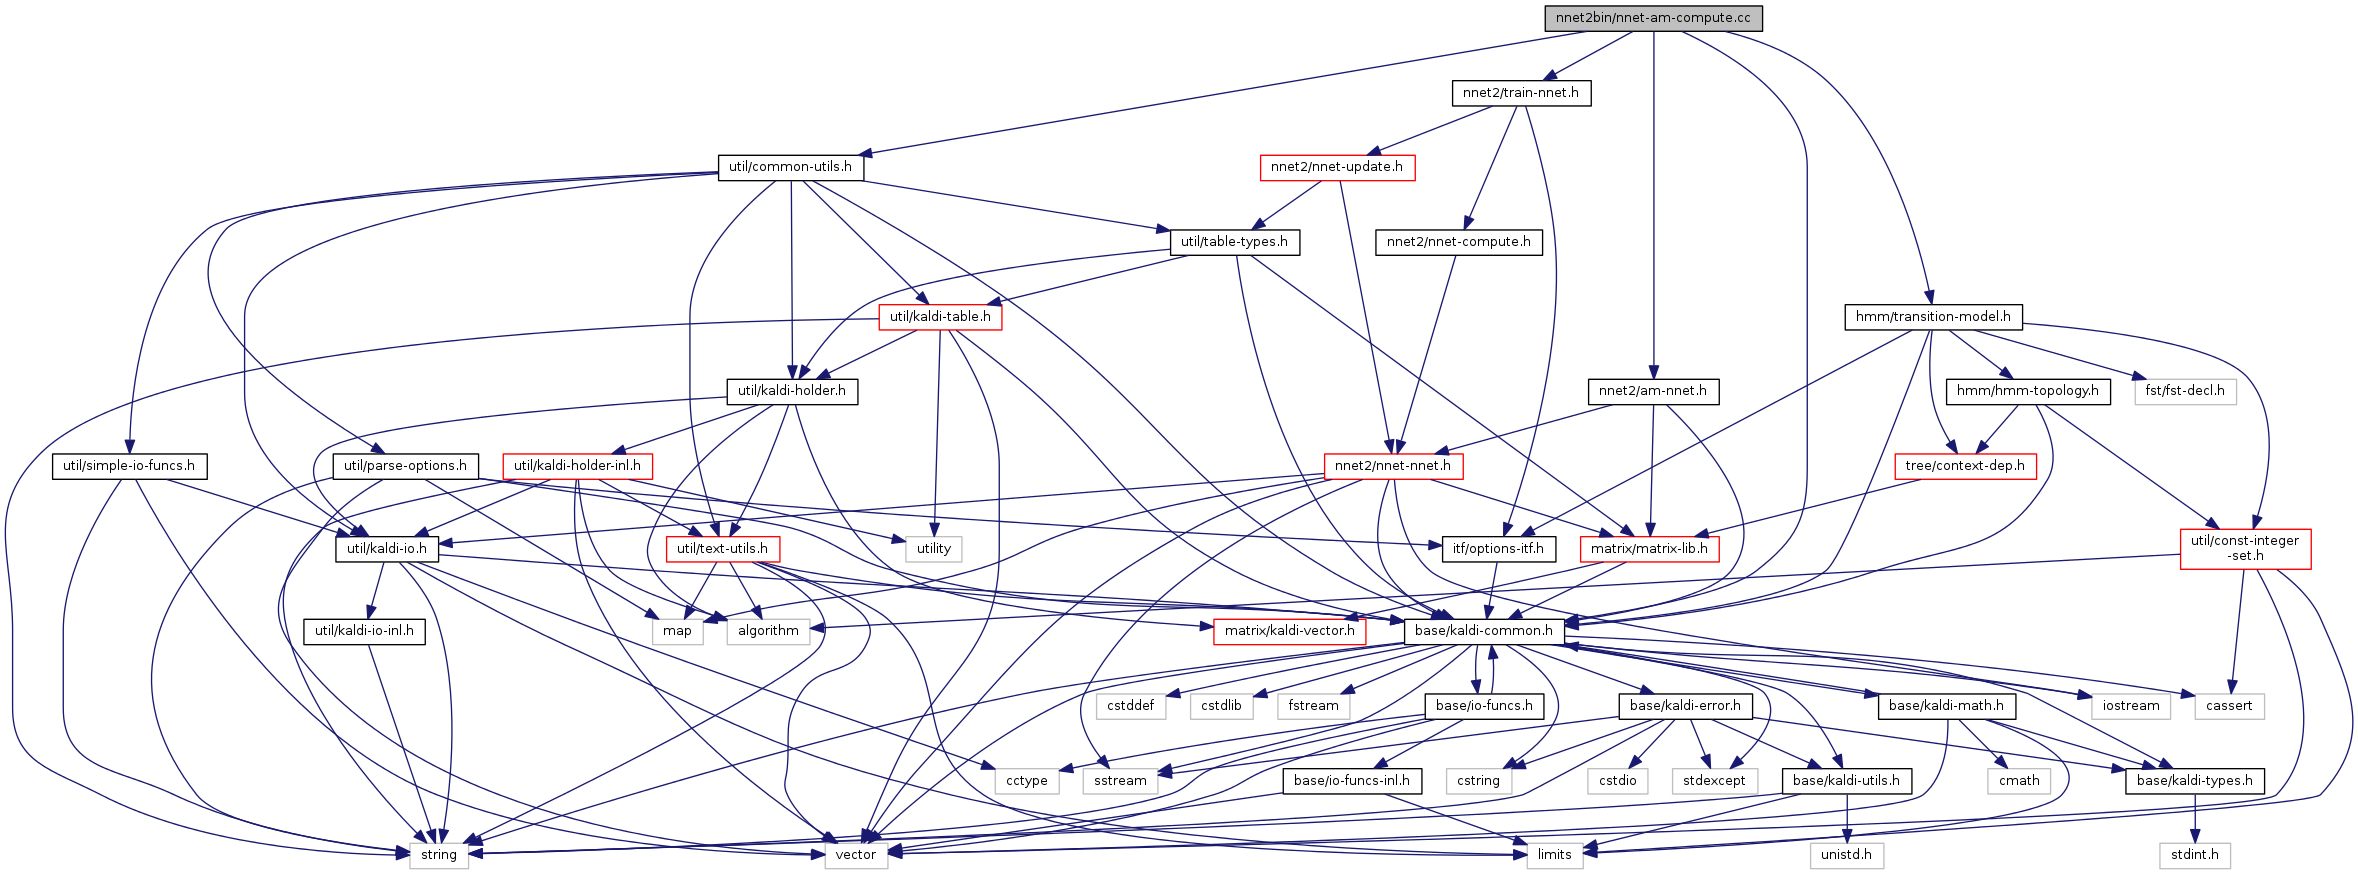 nnet2bin/nnet-am-compute.cc
nnet2/train-nnet.h
util/common-utils.h
nnet2/nnet-update.h
util/table-types.h
nnet2/nnet-compute.h
util/kaldi-table.h
hmm/transition-model.h
util/kaldi-holder.h
nnet2/am-nnet.h
hmm/hmm-topology.h
fst/fst-decl.h
util/simple-io-funcs.h
util/parse-options.h
util/kaldi-holder-inl.h
nnet2/nnet-nnet.h
tree/context-dep.h
util/kaldi-io.h
util/text-utils.h
utility
itf/options-itf.h
matrix/matrix-lib.h
util/const-integer
-set.h
util/kaldi-io-inl.h
map
algorithm
matrix/kaldi-vector.h
base/kaldi-common.h
cstddef
cstdlib
fstream
base/io-funcs.h
base/kaldi-error.h
base/kaldi-math.h
iostream
cassert
cctype
sstream
base/io-funcs-inl.h
cstring
cstdio
stdexcept
base/kaldi-utils.h
cmath
base/kaldi-types.h
string
vector
limits
unistd.h
stdint.h